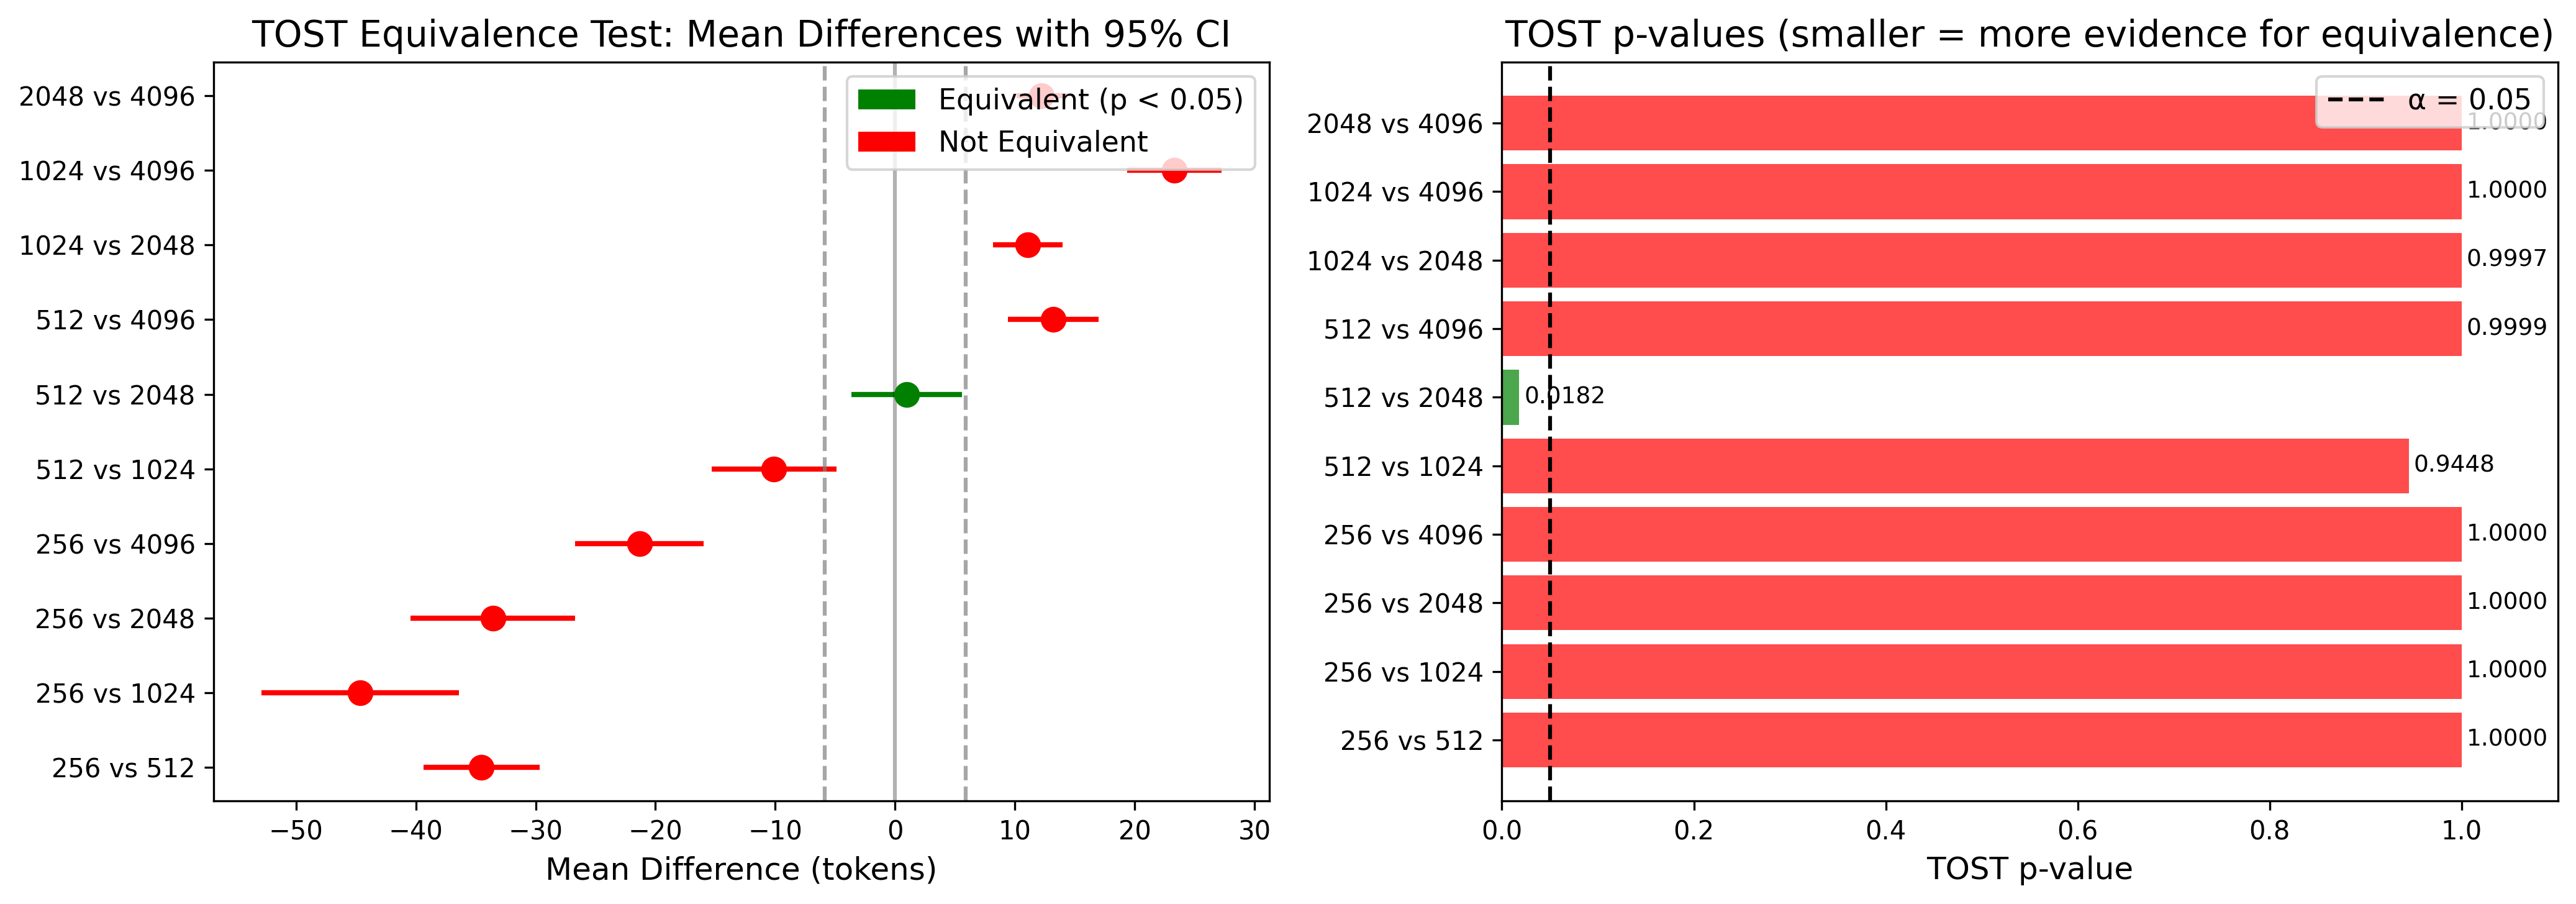 TOST Equivalence Test: Mean Differences with 95% CI
2048 vs 4096
1024 vs 4096
1024 vs 2048
512 vs 4096
512 vs 2048
512 vs 1024
256 vs 4096
256 vs 2048
256 vs 1024
256 vs 512
Equivalent (p < 0.05)
Not Equivalent
−50 −40 −30 −20 −10 0 10 20 30
Mean Difference (tokens)
TOST p-values (smaller = more evidence for equivalence)
α = 0.05
2048 vs 4096 1.0000
1024 vs 4096 1.0000
1024 vs 2048 0.9997
512 vs 4096 0.9999
512 vs 2048 0.0182
512 vs 1024 0.9448
256 vs 4096 1.0000
256 vs 2048 1.0000
256 vs 1024 1.0000
256 vs 512 1.0000
0.0 0.2 0.4 0.6 0.8 1.0
TOST p-value